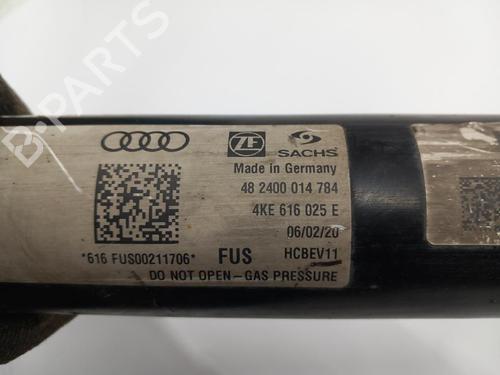 B-PARTS
ZF SACHS
Made in Germany
48 2400 014 784
4KE 616 025 E
06/02/20
*616 FUS00211706* FUS HCBEV11
DO NOT OPEN-GAS PRESSURE